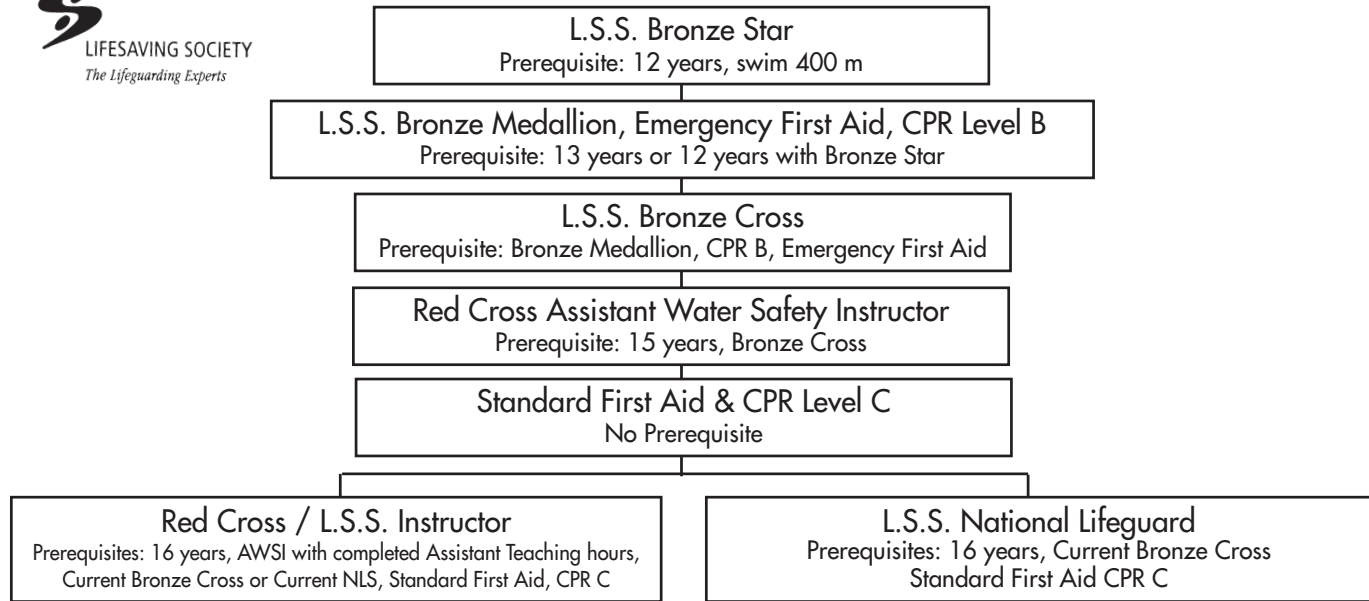 LIFESAVING SOCIETY
The Lifeguarding Experts
L.S.S. Bronze Star
Prerequisite: 12 years, swim 400 m
L.S.S. Bronze Medallion, Emergency First Aid, CPR Level B
Prerequisite: 13 years or 12 years with Bronze Star
L.S.S. Bronze Cross
Prerequisite: Bronze Medallion, CPR B, Emergency First Aid
Red Cross Assistant Water Safety Instructor
Prerequisite: 15 years, Bronze Cross
Standard First Aid & CPR Level C
No Prerequisite
Red Cross / L.S.S. Instructor
Prerequisites: 16 years, AWSI with completed Assistant Teaching hours,
Current Bronze Cross or Current NLS, Standard First Aid, CPR C
L.S.S. National Lifeguard
Prerequisites: 16 years, Current Bronze Cross
Standard First Aid CPR C